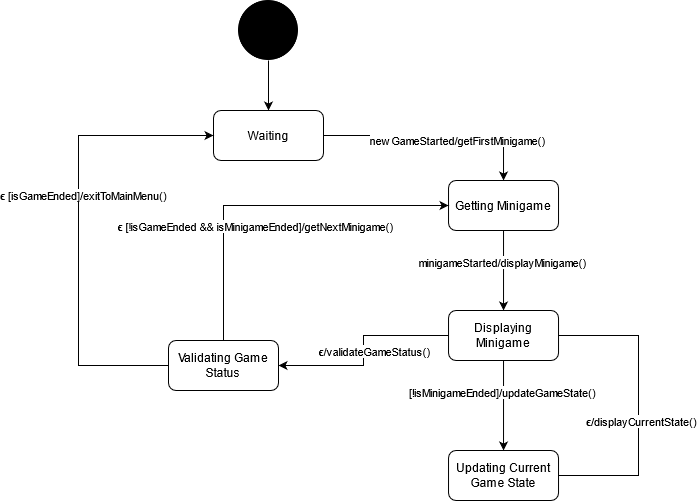 Waiting
new GameStarted/getFirstMinigame()
ϵ [isGameEnded]/exitToMainMenu()
Getting Minigame
ϵ [!isGameEnded && isMinigameEnded]/getNextMinigame()
minigameStarted/displayMinigame()
Displaying
Minigame
ϵ/validateGameStatus()
Validating Game
Status
[!isMinigameEnded]/updateGameState()
ϵ/displayCurrentState()
Updating Current
Game State